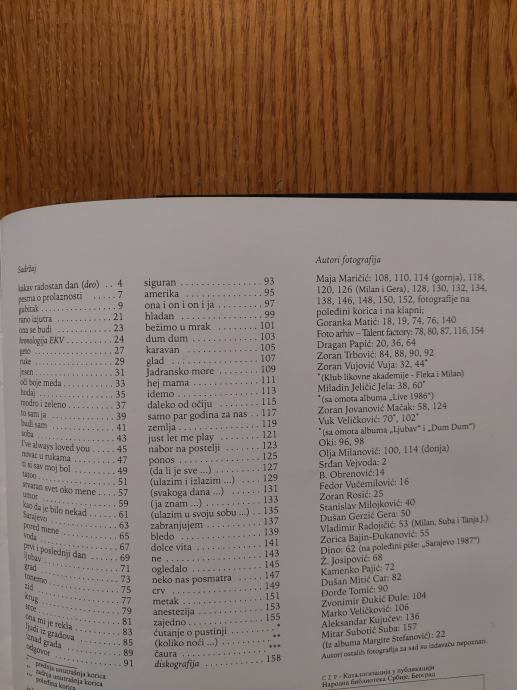 Sadržaj
kakav radostan dan (deo) . . 4
pesma o prolaznosti . . . . . 7
gubitak . . . . . . . . . . . . . . . . 9
rano izjutra . . . . . . . . . . . . 21
ona se budi . . . . . . . . . . . . 23
hronologija EKV . . . . . . . . . 24
geto . . . . . . . . . . . . . . . . . . 27
ruke . . . . . . . . . . . . . . . . . . 29
jesen . . . . . . . . . . . . . . . . . 31
oči boje meda . . . . . . . . . . 33
hodaj . . . . . . . . . . . . . . . . . 35
modro i zeleno . . . . . . . . . . 37
to sam ja . . . . . . . . . . . . . . 39
budi sam . . . . . . . . . . . . . . 41
soba . . . . . . . . . . . . . . . . . . 43
I've always loved you . . . . . 45
novac u rukama . . . . . . . . . 47
ti si sav moj bol . . . . . . . . . 49
tatoo . . . . . . . . . . . . . . . . . 51
stvaran svet oko mene . . . . 57
umor . . . . . . . . . . . . . . . . . 59
kao da je bilo nekad . . . . . . 61
Sarajevo . . . . . . . . . . . . . . . 63
pored mene . . . . . . . . . . . . 65
voda . . . . . . . . . . . . . . . . . . 67
prvi i poslednji dan . . . . . . 69
ljubav . . . . . . . . . . . . . . . . . 71
grad . . . . . . . . . . . . . . . . . . 73
tonemo . . . . . . . . . . . . . . . . 75
zid . . . . . . . . . . . . . . . . . . . 77
krug . . . . . . . . . . . . . . . . . . 79
srce . . . . . . . . . . . . . . . . . . 81
ona mi je rekla . . . . . . . . . . 83
ljudi iz gradova . . . . . . . . . 85
iznad grada . . . . . . . . . . . . 89
odgovor . . . . . . . . . . . . . . . 91
* prednja unutrašnja korica
** zadnja unutrašnja korica
*** poleđina korica
siguran . . . . . . . . . . . . . . . . 93
amerika . . . . . . . . . . . . . . . 95
ona i on i on i ja . . . . . . . . . 97
hladan . . . . . . . . . . . . . . . . 99
bežimo u mrak . . . . . . . . . . 101
dum dum . . . . . . . . . . . . . . 103
karavan . . . . . . . . . . . . . . . 105
glad . . . . . . . . . . . . . . . . . . 107
Jadransko more . . . . . . . . . 109
hej mama . . . . . . . . . . . . . . 111
idemo . . . . . . . . . . . . . . . . . 113
daleko od očiju . . . . . . . . . . 115
samo par godina za nas . . . 117
zemlja . . . . . . . . . . . . . . . . . 119
just let me play . . . . . . . . . 121
nabor na postelji . . . . . . . . 123
ponos . . . . . . . . . . . . . . . . . 125
(da li je sve ...) . . . . . . . . . . 127
(ulazim i izlazim ...) . . . . . . 129
(svakoga dana ...) . . . . . . . . 131
(ja znam ...) . . . . . . . . . . . . 133
(ulazim u svoju sobu ...) . . . 135
zabranjujem . . . . . . . . . . . . 137
bledo . . . . . . . . . . . . . . . . . 139
dolce vita . . . . . . . . . . . . . . 141
ne . . . . . . . . . . . . . . . . . . . . 143
ogledalo . . . . . . . . . . . . . . . 145
neko nas posmatra . . . . . . . 147
crv . . . . . . . . . . . . . . . . . . . 149
metak . . . . . . . . . . . . . . . . . 151
anestezija . . . . . . . . . . . . . . 153
zajedno . . . . . . . . . . . . . . . . 155
ćutanje o pustinji . . . . . . . . *
(koliko noći ...) . . . . . . . . . . **
čaura . . . . . . . . . . . . . . . . . ***
diskografija . . . . . . . . . . . . 158
Autori fotografija
Maja Maričić: 108, 110, 114 (gornja), 118,
120, 126 (Milan i Gera), 128, 130, 132, 134,
138, 146, 148, 150, 152, fotografije na
poleđini korica i na klapni;
Goranka Matić: 18, 19, 74, 76, 140
Foto arhiv – Talent factory: 78, 80, 87, 116, 154
Dragan Papić: 20, 36, 64
Zoran Trbović: 84, 88, 90, 92
Zoran Vujović Vuja: 32, 44*
*(Klub likovne akademije - Fleka i Milan)
Miladin Jeličić Jela: 38, 60*
*(sa omota albuma „Live 1986")
Zoran Jovanović Mačak: 58, 124
Vuk Veličković: 70*, 102*
*(sa omota albuma „Ljubav" i „Dum Dum")
Oki: 96, 98
Olja Milanović: 100, 114 (donja)
Srđan Vejvoda: 2
B. Obrenović:14
Fedor Vučemilović: 16
Zoran Rosić: 25
Stanislav Milojković: 40
Dušan Gerzić Gera: 50
Vladimir Radojičić: 53 (Milan, Suba i Tanja J.)
Zorica Bajin-Đukanović: 55
Dino: 62 (na poleđini piše: „Sarajevo 1987")
Ž. Josipović: 68
Kamenko Pajić: 72
Dušan Mitić Car: 82
Đorđe Tomić: 90
Zvonimir Đukić Đule: 104
Marko Veličković: 106
Aleksandar Kujučev: 136
Mitar Subotić Suba: 157
(Iz albuma Margite Stefanović): 22
Autori ostalih fotografija za sad su izdavaču nepoznati.
CIP - Каталогизација у публикацији
Народна библиотека Србије, Београд